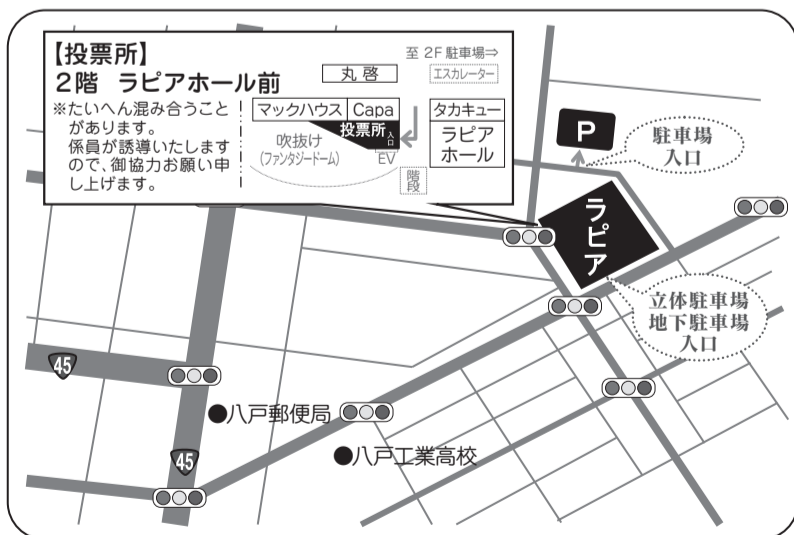 【投票所】
2階 ラピアホール前
※たいへん混み合うこと
があります。
係員が誘導いたします
ので、御協力お願い申
し上げます。
至 2F 駐車場⇒
丸啓
エスカレーター
マックハウス
Capa
タカキュー
投票所
入口
ラピア
ホール
吹抜け
(ファンタジードーム)
EV
階段
P
駐車場
入口
ラピア
立体駐車場
地下駐車場
入口
45
●八戸郵便局
●八戸工業高校
45